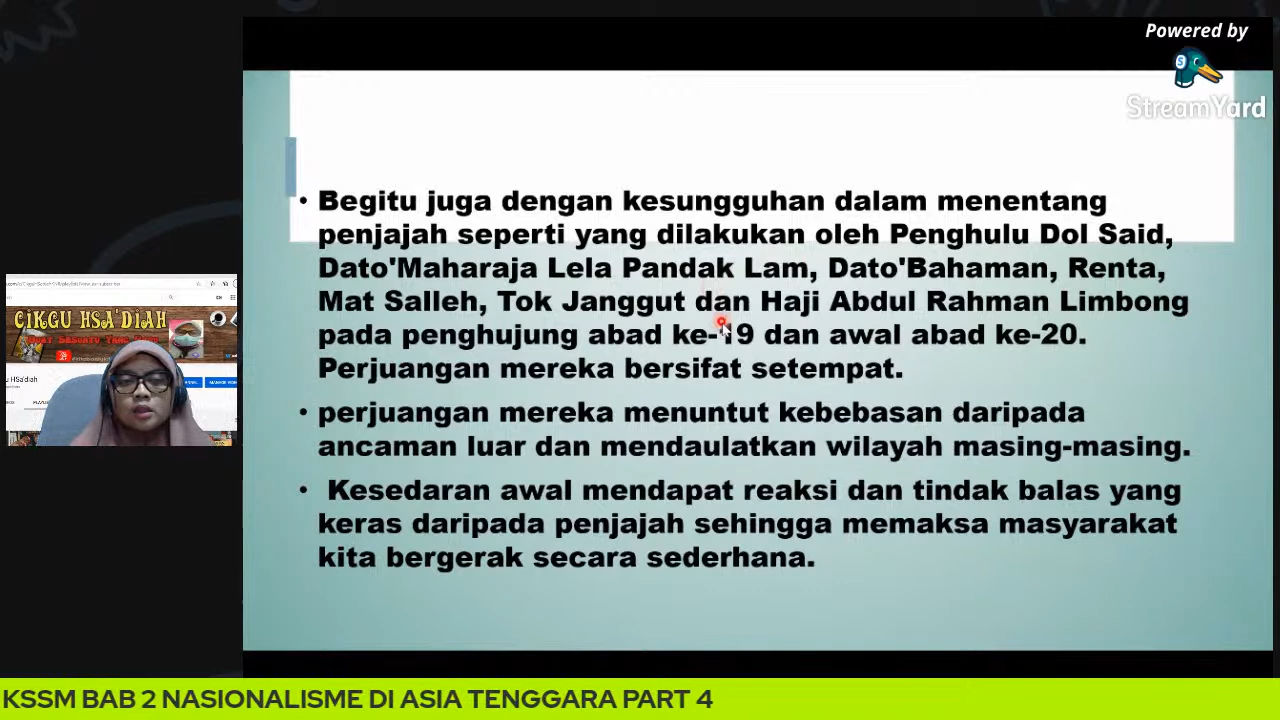 Powered by
StreamYard
• Begitu juga dengan kesungguhan dalam menentang
penjajah seperti yang dilakukan oleh Penghulu Dol Said,
Dato'Maharaja Lela Pandak Lam, Dato'Bahaman, Renta,
Mat Salleh, Tok Janggut dan Haji Abdul Rahman Limbong
pada penghujung abad ke-19 dan awal abad ke-20.
Perjuangan mereka bersifat setempat.
• perjuangan mereka menuntut kebebasan daripada
ancaman luar dan mendaulatkan wilayah masing-masing.
• Kesedaran awal mendapat reaksi dan tindak balas yang
keras daripada penjajah sehingga memaksa masyarakat
kita bergerak secara sederhana.
CIKGU HSA'DIAH
KSSM BAB 2 NASIONALISME DI ASIA TENGGARA PART 4